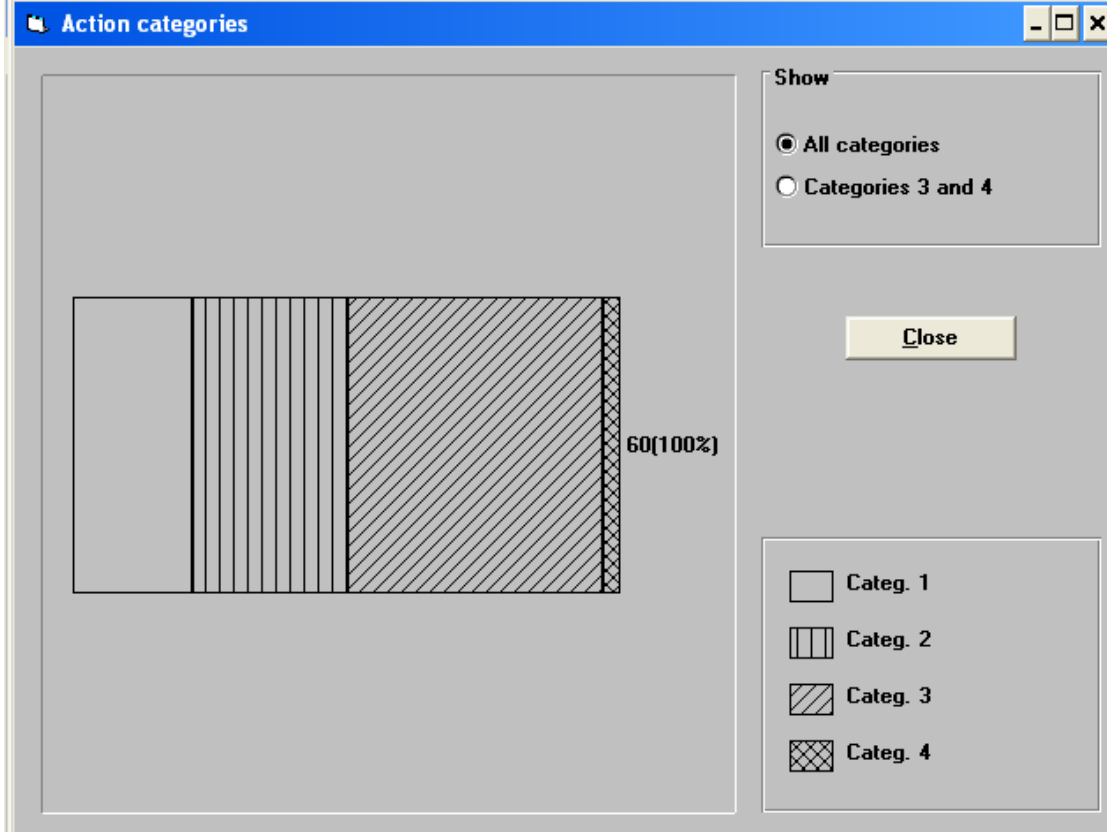 Action categories
Show
All categories
Categories 3 and 4
Close
60(100%)
Categ. 1
Categ. 2
Categ. 3
Categ. 4